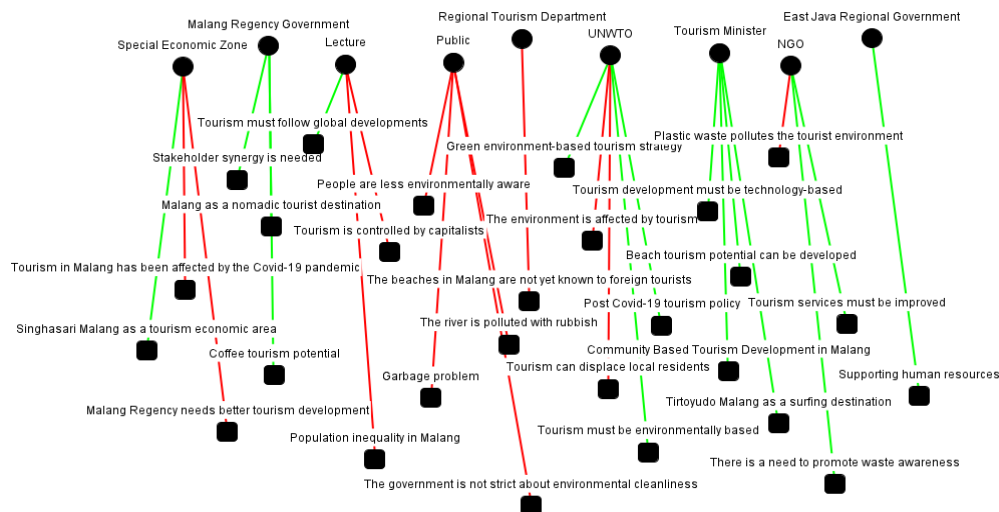 Regional Tourism Department
East Java Regional Government
Malang Regency Government
Special Economic Zone
Lecture
Public
UNWTO
Tourism Minister
NGO
Tourism must follow global developments
Plastic waste pollutes the tourist environment
Green environment-based tourism strategy
Stakeholder synergy is needed
People are less environmentally aware
Tourism development must be technology-based
Malang as a nomadic tourist destination
The environment is affected by tourism
Tourism is controlled by capitalists
Beach tourism potential can be developed
Tourism in Malang has been affected by the Covid-19 pandemic
The beaches in Malang are not yet known to foreign tourists
Post Covid-19 tourism policy
Tourism services must be improved
Singhasari Malang as a tourism economic area
The river is polluted with rubbish
Coffee tourism potential
Community Based Tourism Development in Malang
Garbage problem
Tourism can displace local residents
Supporting human resources
Malang Regency needs better tourism development
Tirtoyudo Malang as a surfing destination
Population inequality in Malang
Tourism must be environmentally based
There is a need to promote waste awareness
The government is not strict about environmental cleanliness